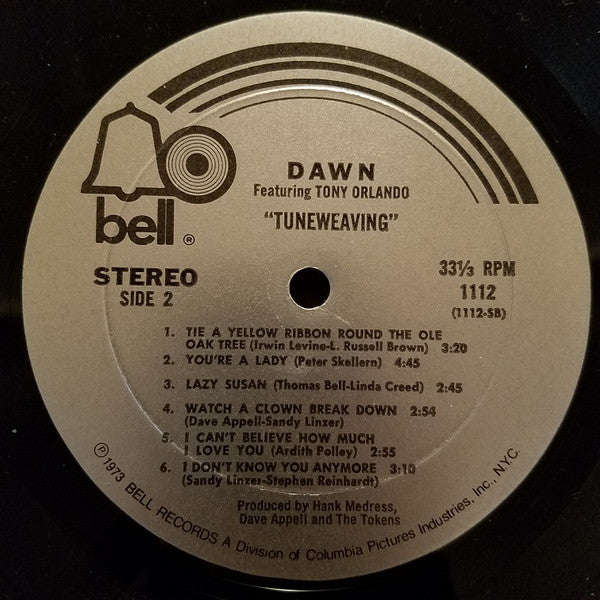 bell ®
DAWN
Featuring TONY ORLANDO
"TUNEWEAVING"
STEREO
SIDE 2
33⅓ RPM
1112
(1112-SB)
1. TIE A YELLOW RIBBON ROUND THE OLE
OAK TREE (Irwin Levine-L. Russell Brown) 3:20
2. YOU'RE A LADY (Peter Skellern) 4:45
3. LAZY SUSAN (Thomas Bell-Linda Creed) 2:45
4. WATCH A CLOWN BREAK DOWN 2:54
(Dave Appell-Sandy Linzer)
5. I CAN'T BELIEVE HOW MUCH
I LOVE YOU (Ardith Polley) 2:55
6. I DON'T KNOW YOU ANYMORE 3:10
(Sandy Linzer-Stephen Reinhardt)
Produced by Hank Medress,
Dave Appell and The Tokens
℗ 1973 BELL RECORDS A Division of Columbia Pictures Industries, Inc., N.Y.C.